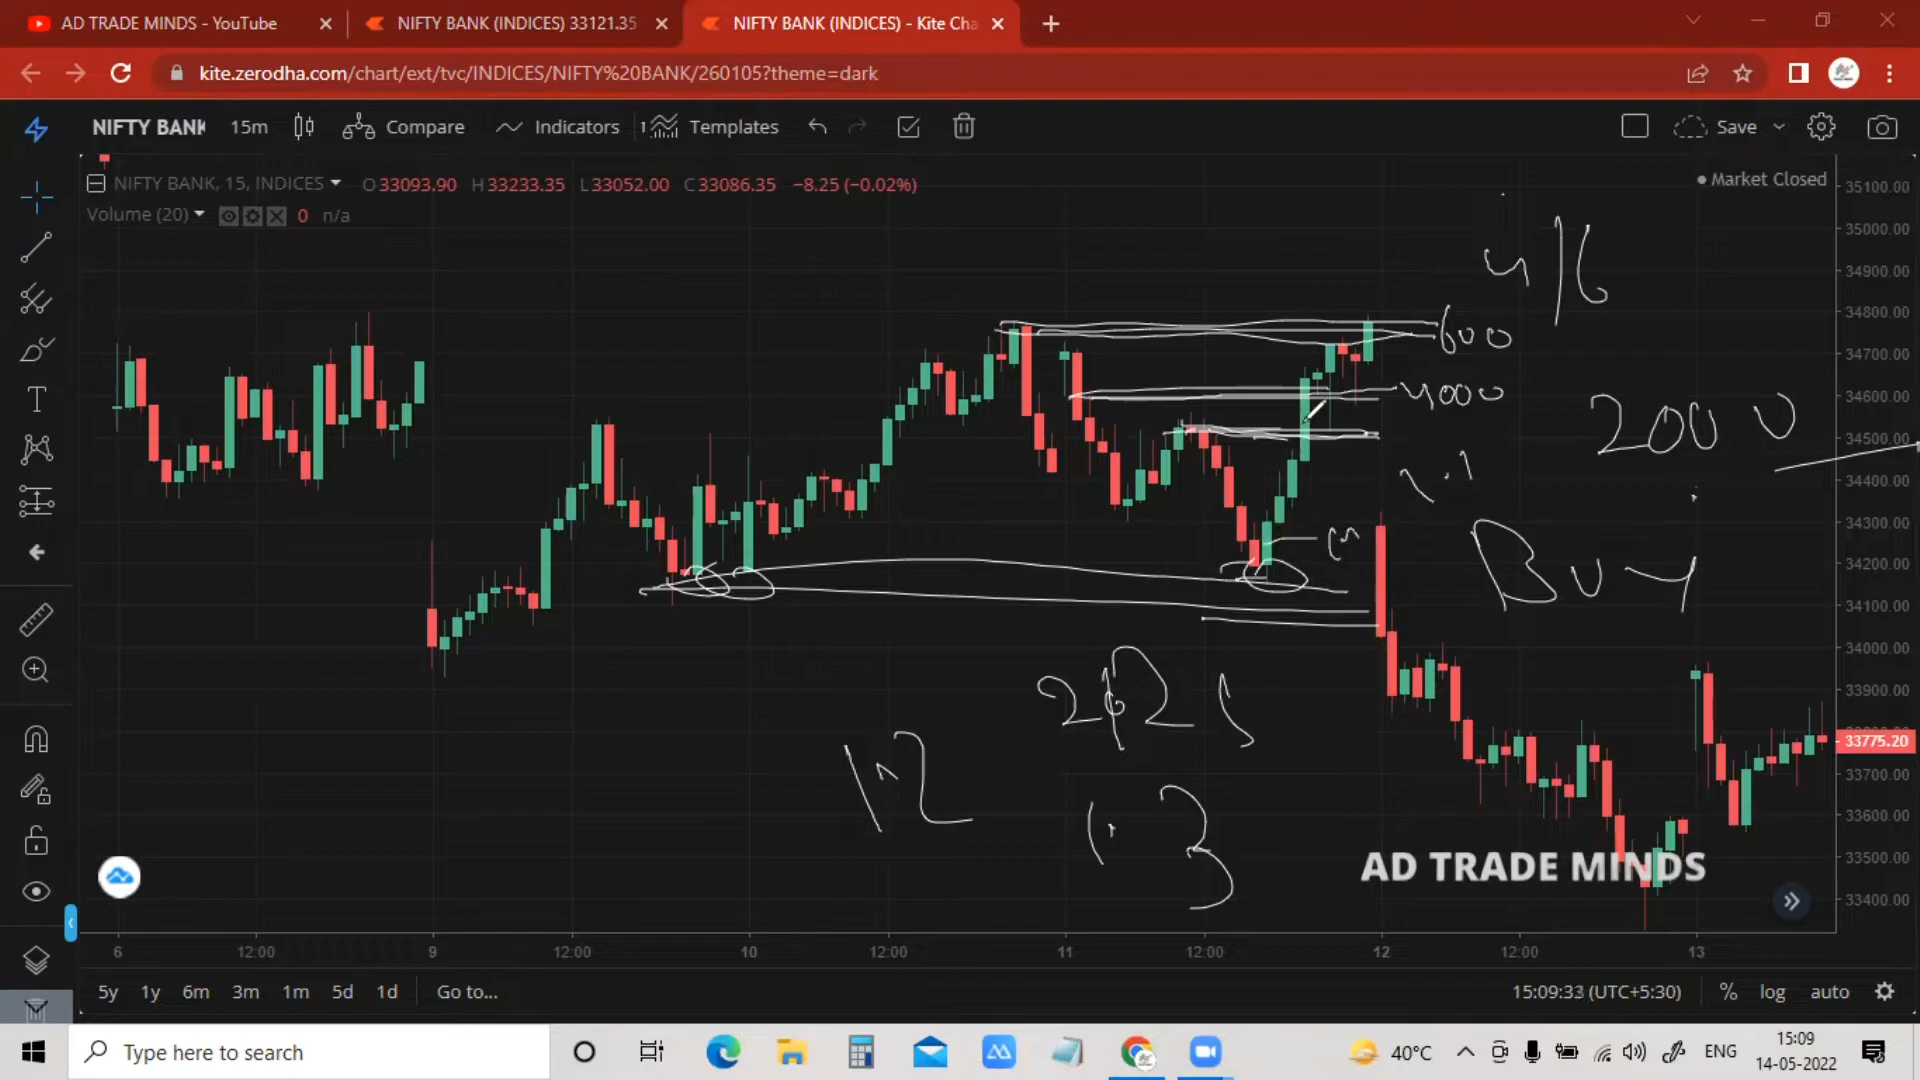 AD TRADE MINDS - YouTube
NIFTY BANK (INDICES) 33121.35
NIFTY BANK (INDICES) - Kite Cha
kite.zerodha.com/chart/ext/tvc/INDICES/NIFTY%20BANK/260105?theme=dark
NIFTY BANK 15m Compare Indicators Templates Save
NIFTY BANK, 15, INDICES O33093.90 H33233.35 L33052.00 C33086.35 −8.25 (−0.02%)
Market Closed
Volume (20) 0 n/a
35100.00
35000.00
34900.00
34800.00
34700.00
34600.00
34500.00
34400.00
34300.00
34200.00
34100.00
34000.00
33900.00
33775.20
33700.00
33600.00
33500.00
33400.00
600
4000
2000
Buy
AD TRADE MINDS
6 12:00 9 12:00 10 12:00 11 12:00 12 12:00 13
5y 1y 6m 3m 1m 5d 1d Go to...
15:09:33 (UTC+5:30) % log auto
Type here to search
40°C
ENG
15:09
14-05-2022